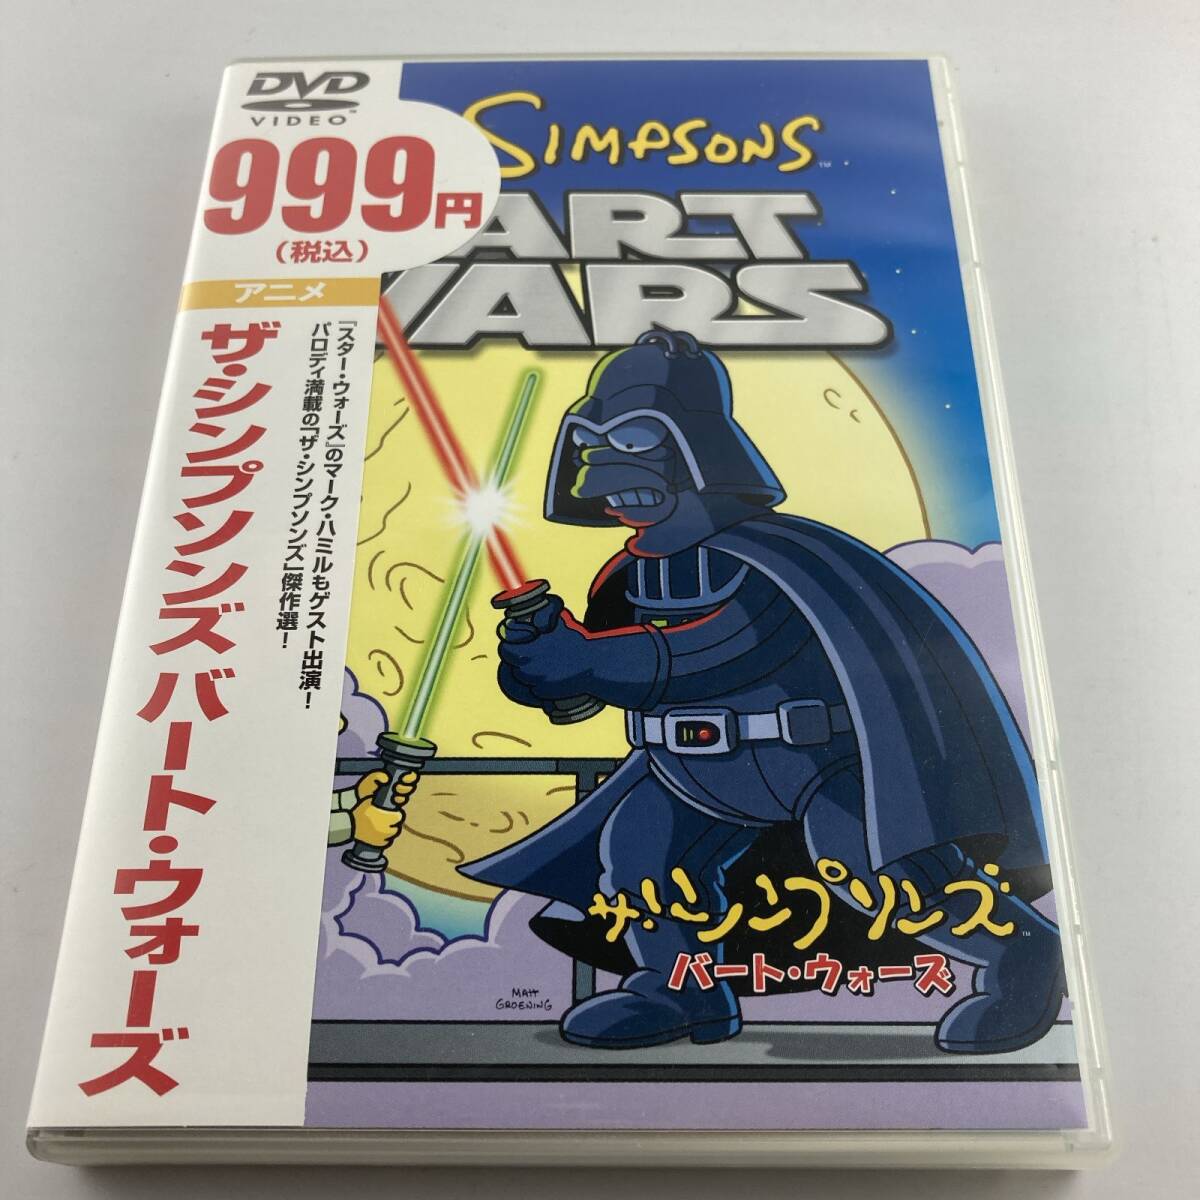 DVD
VIDEO™
999円
(税込)
アニメ
『スター・ウォーズ』のマーク・ハミルもゲスト出演!
パロディ満載の「ザ・シンプソンズ」傑作選!
ザ・シンプソンズ バート・ウォーズ
SIMPSONS™
ART
WARS
ザ・シンプソンズ™
バート・ウォーズ
MATT
GROENING